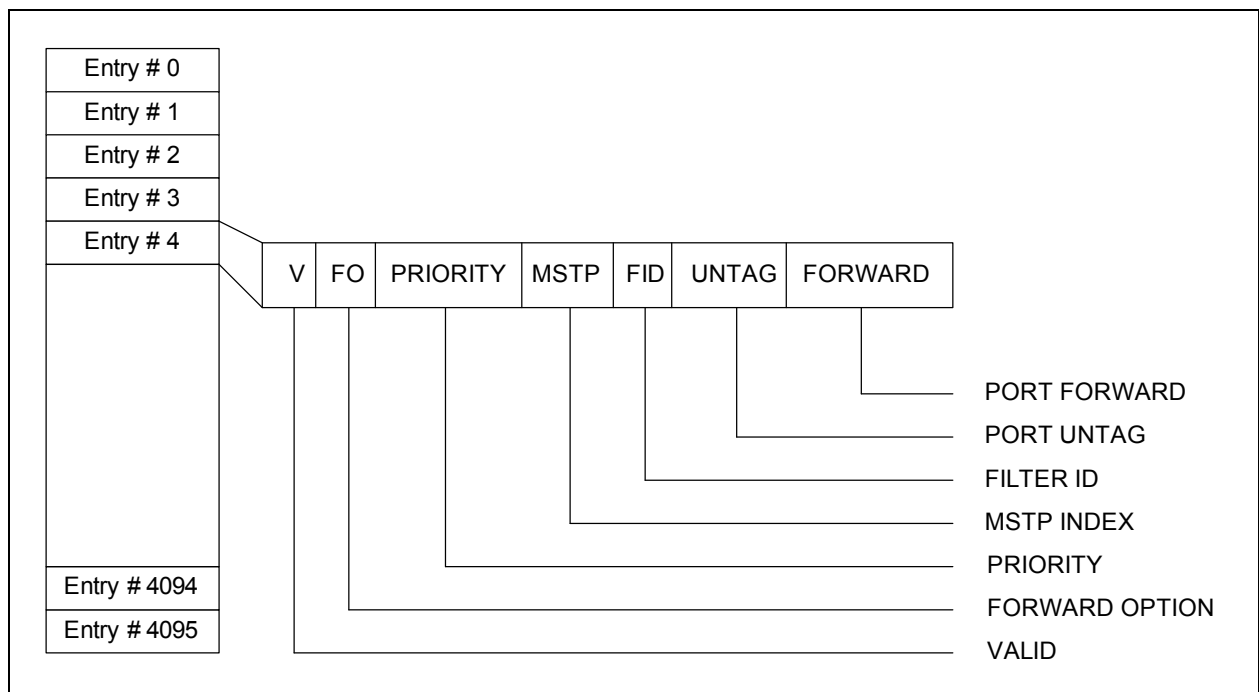 Entry # 0
Entry # 1
Entry # 2
Entry # 3
Entry # 4
V FO PRIORITY MSTP FID UNTAG FORWARD
PORT FORWARD
PORT UNTAG
FILTER ID
MSTP INDEX
PRIORITY
FORWARD OPTION
VALID
Entry # 4094
Entry # 4095